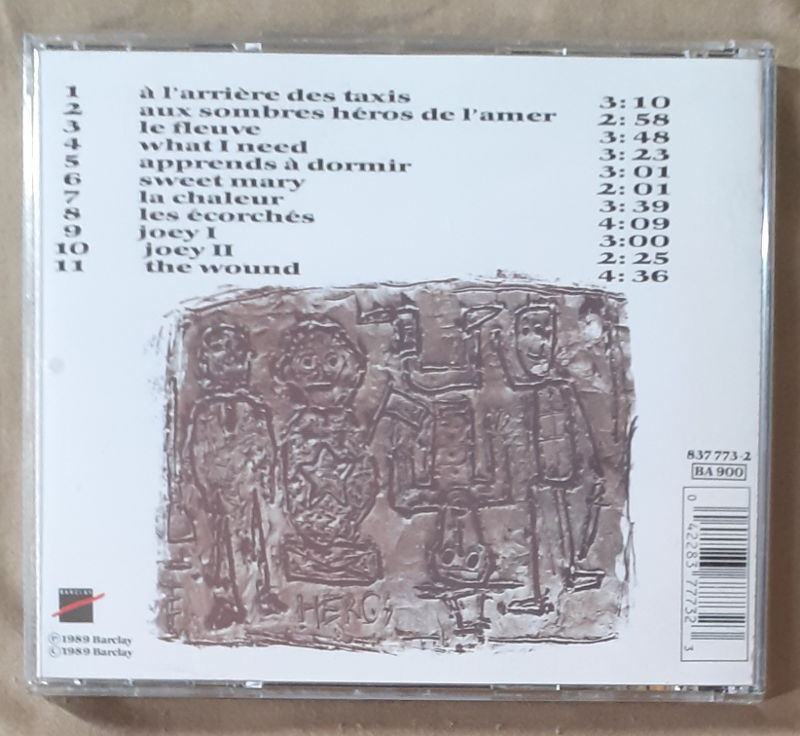 1 à l'arrière des taxis 3:10
2 aux sombres héros de l'amer 2:58
3 le fleuve 3:48
4 what I need 3:23
5 apprends à dormir 3:01
6 sweet mary 2:01
7 la chaleur 3:39
8 les écorchés 4:09
9 joey I 3:00
10 joey II 2:25
11 the wound 4:36
837 773-2
BA 900
0 42283 77732 3
HEROS
BARCLAY
℗1989 Barclay
©1989 Barclay